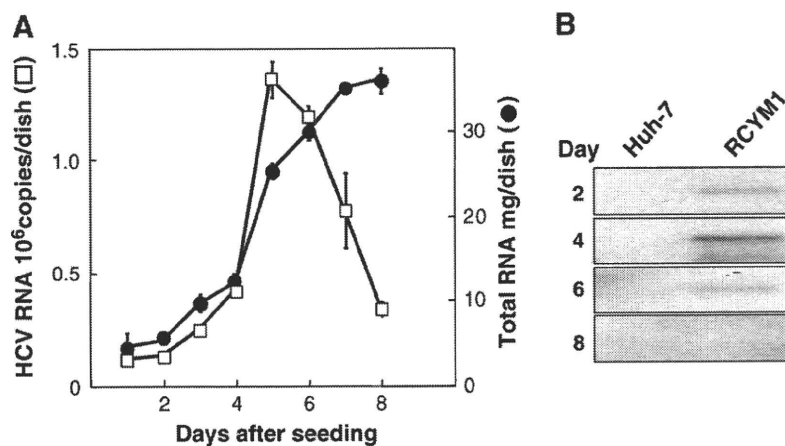 A
HCV RNA 10⁶copies/dish (□)
1.5
1.0
0.5
0
30
20
10
0
Total RNA mg/dish (●)
2 4 6 8
Days after seeding
B
Day Huh-7 RCYM1
2
4
6
8